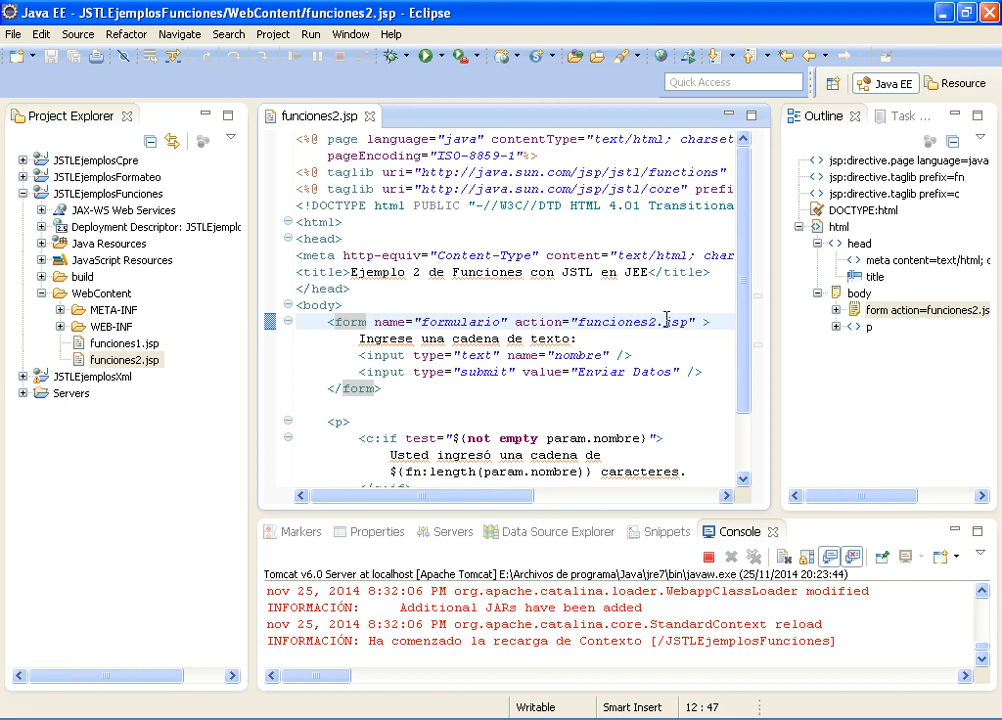 Java EE - JSTLEjemplosFunciones/WebContent/funciones2.jsp - Eclipse
File Edit Source Refactor Navigate Search Project Run Window Help
Quick Access
Java EE
Resource
Project Explorer
JSTLEjemplosCpre
JSTLEjemplosFormateo
JSTLEjemplosFunciones
JAX-WS Web Services
Deployment Descriptor: JSTLEjemplo
Java Resources
JavaScript Resources
build
WebContent
META-INF
WEB-INF
funciones1.jsp
funciones2.jsp
JSTLEjemplosXml
Servers
funciones2.jsp
<%@ page language="java" contentType="text/html; charset
pageEncoding="ISO-8859-1"%>
<%@ taglib uri="http://java.sun.com/jsp/jstl/functions"
<%@ taglib uri="http://java.sun.com/jsp/jstl/core" prefi
<!DOCTYPE html PUBLIC "-//W3C//DTD HTML 4.01 Transitiona
<html>
<head>
<meta http-equiv="Content-Type" content="text/html; char
<title>Ejemplo 2 de Funciones con JSTL en JEE</title>
</head>
<body>
<form name="formulario" action="funciones2.jsp" >
Ingrese una cadena de texto:
<input type="text" name="nombre" />
<input type="submit" value="Enviar Datos" />
</form>
<p>
<c:if test="${not empty param.nombre}">
Usted ingresó una cadena de
${fn:length(param.nombre)} caracteres.
</c:if>
Outline
Task ...
jsp:directive.page language=java
jsp:directive.taglib prefix=fn
jsp:directive.taglib prefix=c
DOCTYPE:html
html
head
meta content=text/html; c
title
body
form action=funciones2.js
p
Markers Properties Servers Data Source Explorer Snippets Console
Tomcat v6.0 Server at localhost [Apache Tomcat] E:\Archivos de programa\Java\jre7\bin\javaw.exe (25/11/2014 20:23:44)
nov 25, 2014 8:32:06 PM org.apache.catalina.loader.WebappClassLoader modified
INFORMACIÓN: Additional JARs have been added
nov 25, 2014 8:32:06 PM org.apache.catalina.core.StandardContext reload
INFORMACIÓN: Ha comenzado la recarga de Contexto [/JSTLEjemplosFunciones]
Writable
Smart Insert
12 : 47